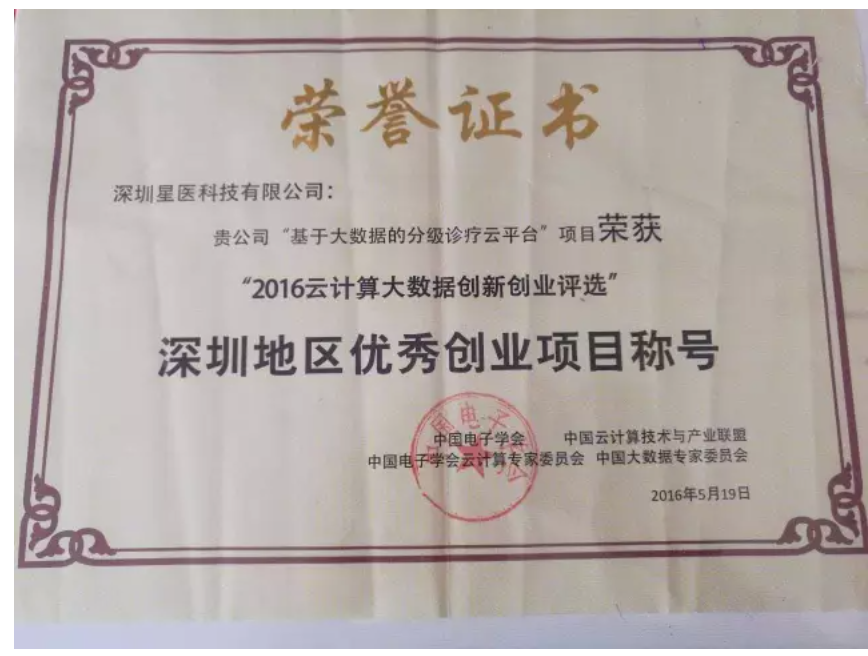 荣誉证书
深圳星医科技有限公司：
贵公司“基于大数据的分级诊疗云平台”项目荣获
“2016云计算大数据创新创业评选”
深圳地区优秀创业项目称号
中国电子学会 中国云计算技术与产业联盟
中国电子学会云计算专家委员会 中国大数据专家委员会
2016年5月19日
中国电子学会